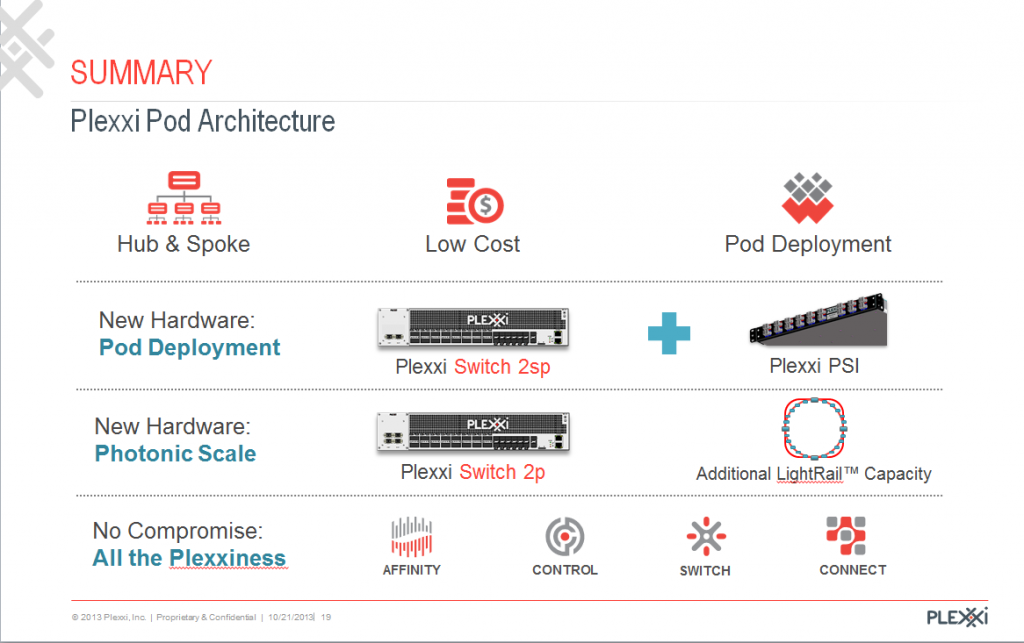 SUMMARY
Plexxi Pod Architecture
Hub & Spoke
Low Cost
Pod Deployment
New Hardware:
Pod Deployment
PLEXXI
Plexxi Switch 2sp
Plexxi PSI
New Hardware:
Photonic Scale
PLEXXI
Plexxi Switch 2p
Additional LightRail™ Capacity
No Compromise:
All the Plexxiness
AFFINITY
CONTROL
SWITCH
CONNECT
© 2013 Plexxi, Inc. | Proprietary & Confidential | 10/21/2013| 19
PLEXXI